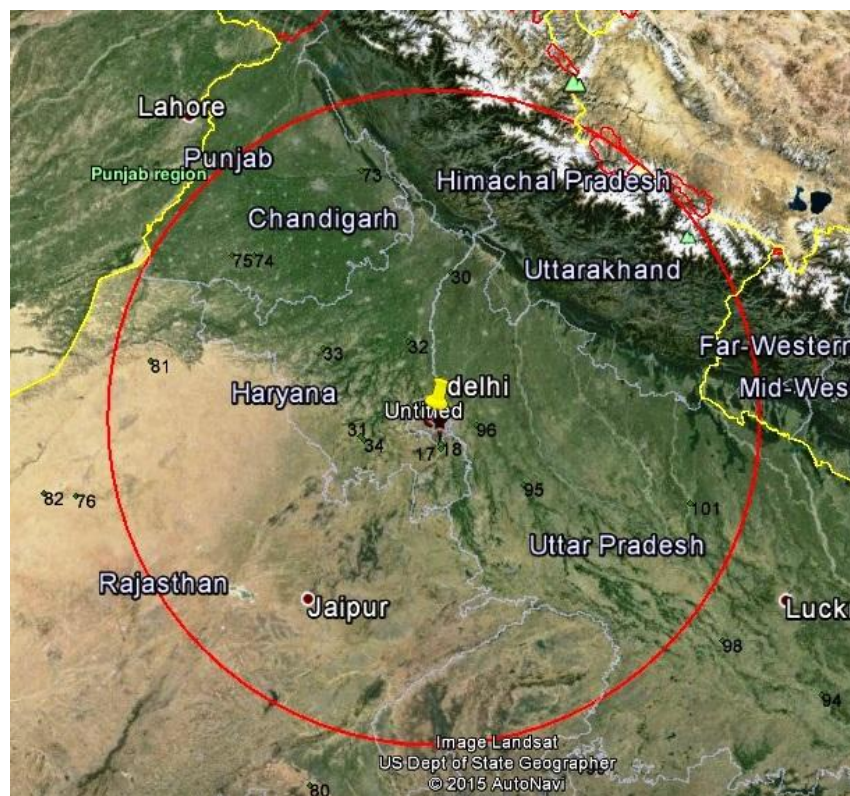 Lahore
Punjab
Punjab region
73
Himachal Pradesh
Chandigarh
7574
30
Uttarakhand
33
32
Far-Western
81
Haryana
delhi
Mid-Wes
Untitled
31
34
96
17
18
82
76
95
101
Uttar Pradesh
Rajasthan
Jaipur
Luckn
98
94
Image Landsat
US Dept of State Geographer
© 2015 AutoNavi
80